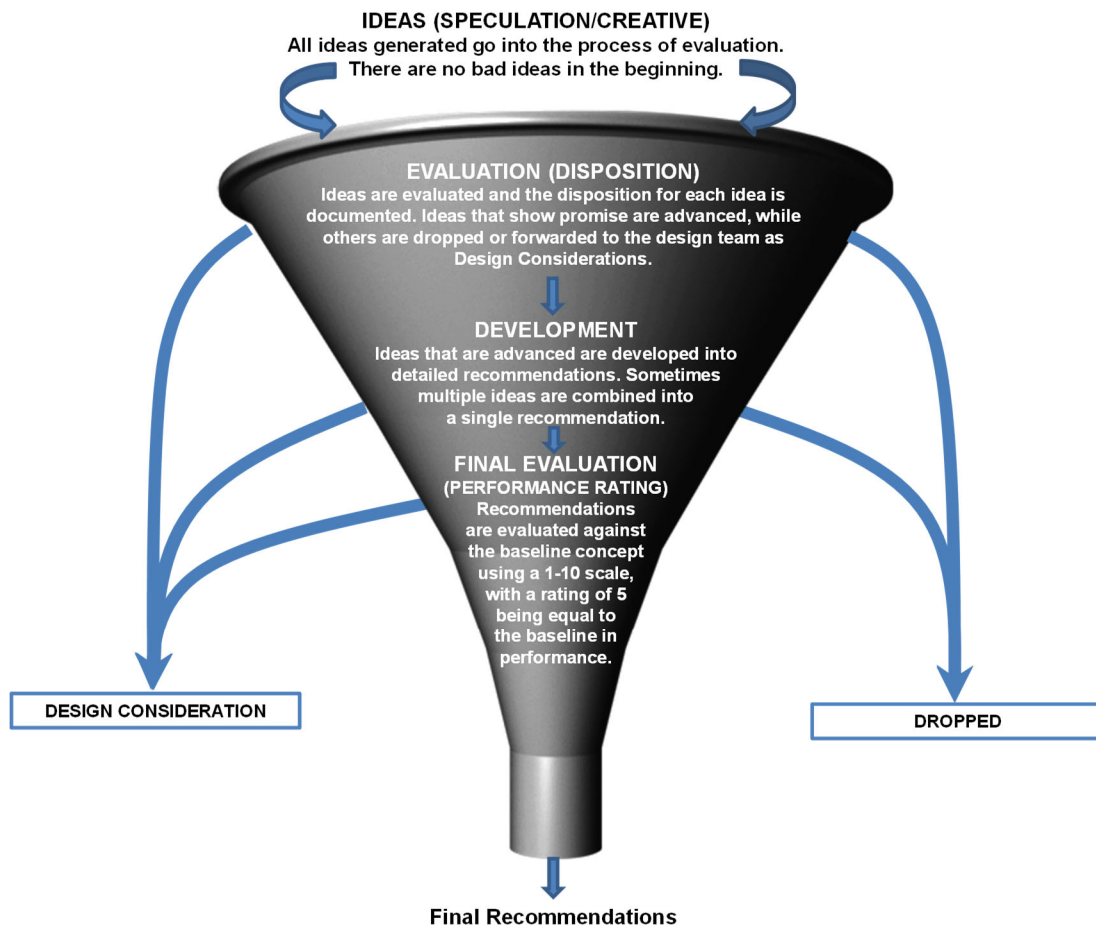 IDEAS (SPECULATION/CREATIVE)
All ideas generated go into the process of evaluation.
There are no bad ideas in the beginning.
EVALUATION (DISPOSITION)
Ideas are evaluated and the disposition for each idea is
documented. Ideas that show promise are advanced, while
others are dropped or forwarded to the design team as
Design Considerations.
DEVELOPMENT
Ideas that are advanced are developed into
detailed recommendations. Sometimes
multiple ideas are combined into
a single recommendation.
FINAL EVALUATION
(PERFORMANCE RATING)
Recommendations
are evaluated against
the baseline concept
using a 1-10 scale,
with a rating of 5
being equal to
the baseline in
performance.
DESIGN CONSIDERATION
DROPPED
Final Recommendations